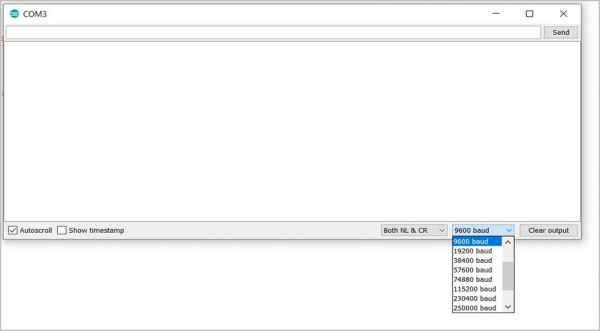 COM3
Send
Autoscroll Show timestamp Both NL & CR 9600 baud Clear output
9600 baud
19200 baud
38400 baud
57600 baud
74880 baud
115200 baud
230400 baud
250000 baud